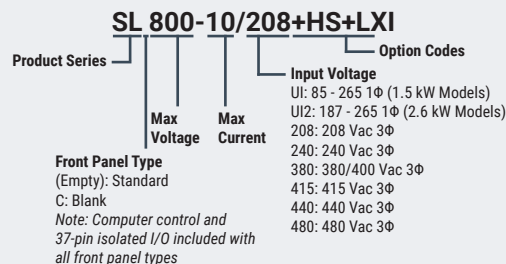 SL 800-10/208+HS+LXI
Product Series
Option Codes
Max
Voltage
Max
Current
Input Voltage
UI: 85 - 265 1Φ (1.5 kW Models)
UI2: 187 - 265 1Φ (2.6 kW Models)
208: 208 Vac 3Φ
240: 240 Vac 3Φ
380: 380/400 Vac 3Φ
415: 415 Vac 3Φ
440: 440 Vac 3Φ
480: 480 Vac 3Φ
Front Panel Type
(Empty): Standard
C: Blank
Note: Computer control and
37-pin isolated I/O included with
all front panel types